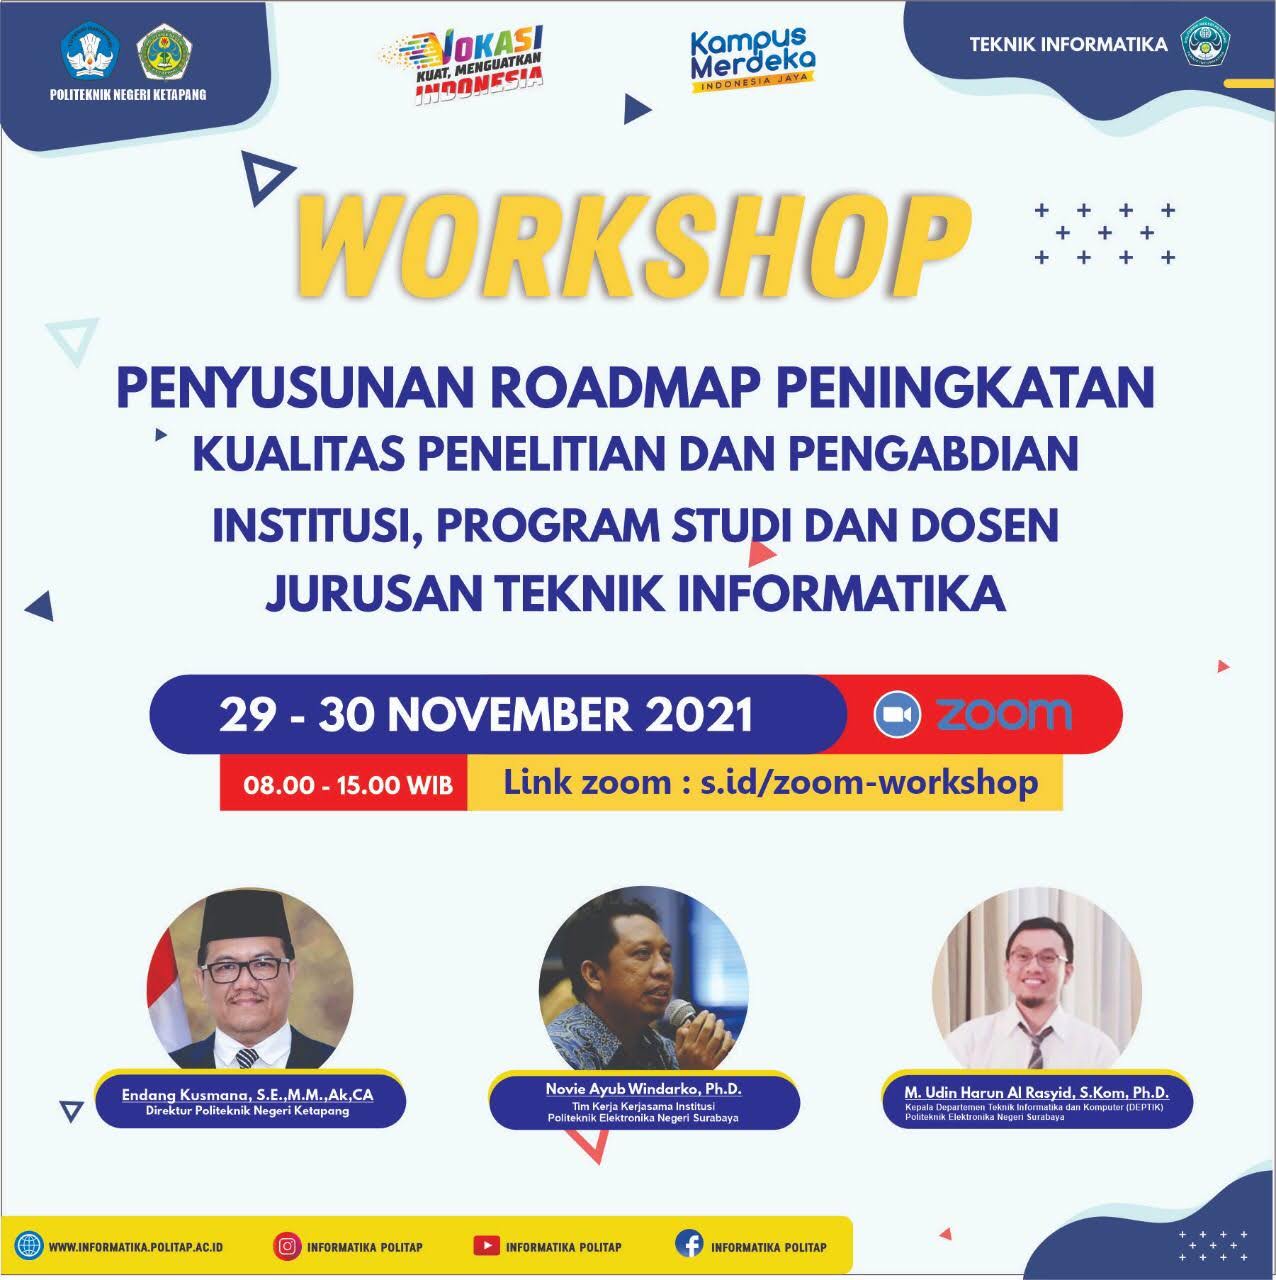 POLITEKNIK NEGERI KETAPANG
VOKASI
KUAT, MENGUATKAN
INDONESIA
Kampus
Merdeka
INDONESIA JAYA
TEKNIK INFORMATIKA
WORKSHOP
PENYUSUNAN ROADMAP PENINGKATAN
KUALITAS PENELITIAN DAN PENGABDIAN
INSTITUSI, PROGRAM STUDI DAN DOSEN
JURUSAN TEKNIK INFORMATIKA
29 - 30 NOVEMBER 2021
zoom
08.00 - 15.00 WIB
Link zoom : s.id/zoom-workshop
Endang Kusmana, S.E.,M.M.,Ak,CA
Direktur Politeknik Negeri Ketapang
Novie Ayub Windarko, Ph.D.
Tim Kerja Kerjasama Institusi
Politeknik Elektronika Negeri Surabaya
M. Udin Harun Al Rasyid, S.Kom, Ph.D.
Kepala Departemen Teknik Informatika dan Komputer (DEPTIK)
Politeknik Elektronika Negeri Surabaya
WWW.INFORMATIKA.POLITAP.AC.ID
INFORMATIKA POLITAP
INFORMATIKA POLITAP
INFORMATIKA POLITAP